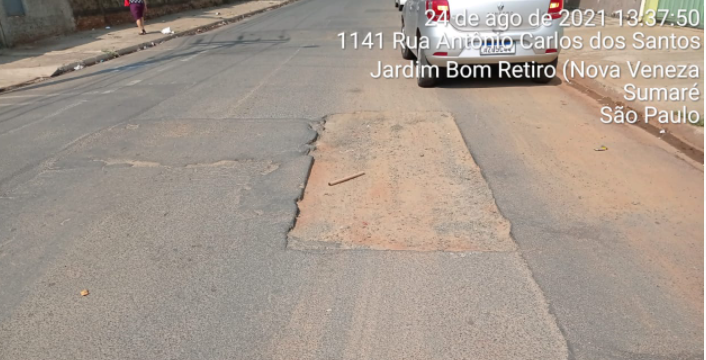 24 de ago de 2021 13:37:50
1141 Rua Antônio Carlos dos Santos
Jardim Bom Retiro (Nova Veneza
Sumaré
São Paulo